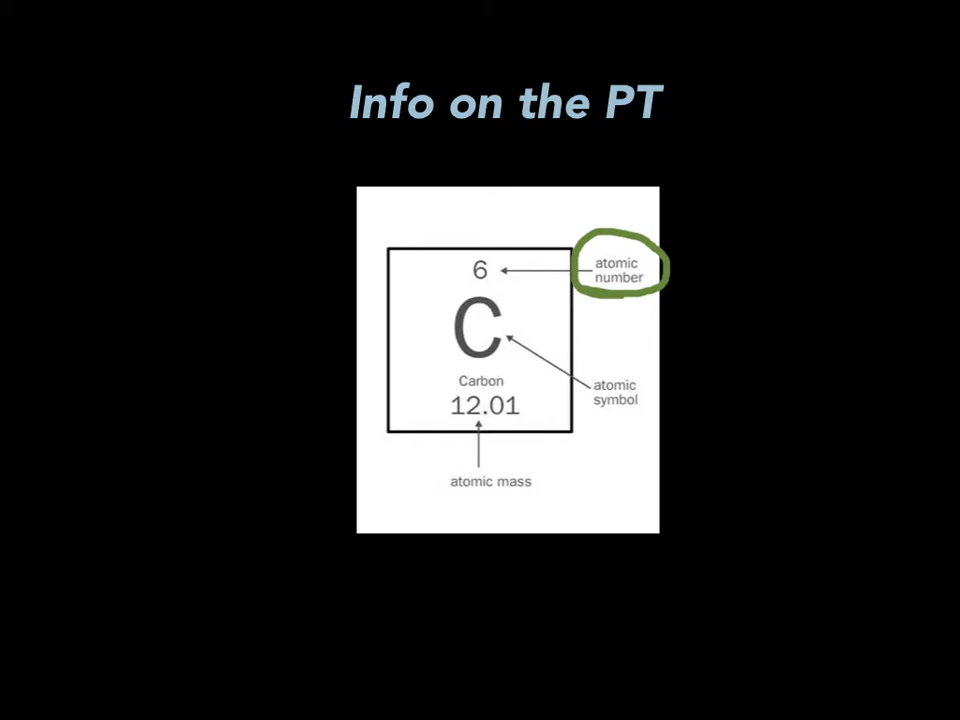 Info on the PT
6
atomic
number
C
atomic
symbol
Carbon
12.01
atomic mass